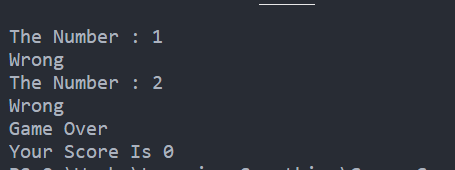 The Number : 1
Wrong
The Number : 2
Wrong
Game Over
Your Score Is 0